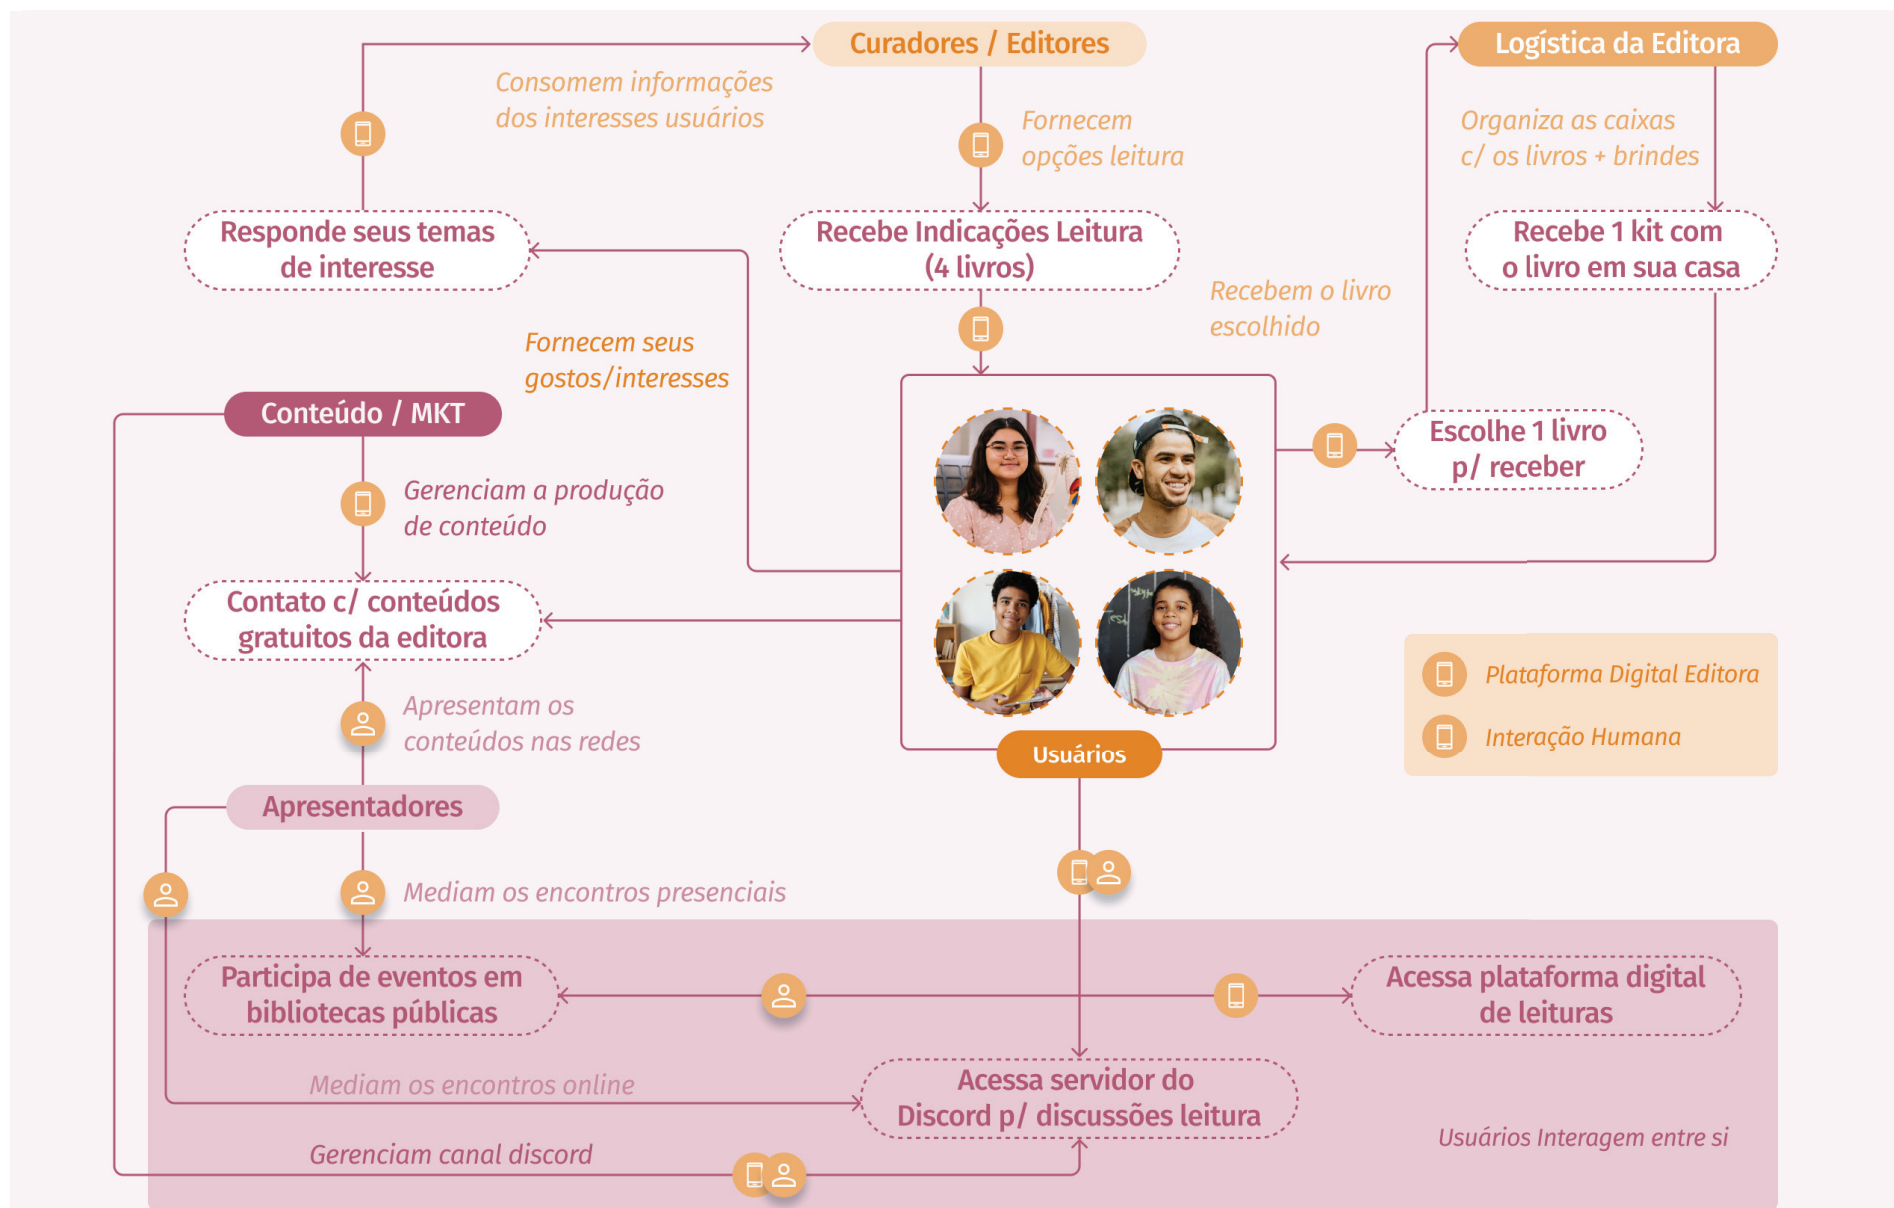 Curadores / Editores
Logística da Editora
Consomem informações
dos interesses usuários
Fornecem
opções leitura
Organiza as caixas
c/ os livros + brindes
Responde seus temas
de interesse
Recebe Indicações Leitura
(4 livros)
Recebe 1 kit com
o livro em sua casa
Recebem o livro
escolhido
Fornecem seus
gostos/interesses
Conteúdo / MKT
Escolhe 1 livro
p/ receber
Gerenciam a produção
de conteúdo
Contato c/ conteúdos
gratuitos da editora
Plataforma Digital Editora
Interação Humana
Apresentam os
conteúdos nas redes
Usuários
Apresentadores
Mediam os encontros presenciais
Participa de eventos em
bibliotecas públicas
Acessa plataforma digital
de leituras
Mediam os encontros online
Acessa servidor do
Discord p/ discussões leitura
Gerenciam canal discord
Usuários Interagem entre si